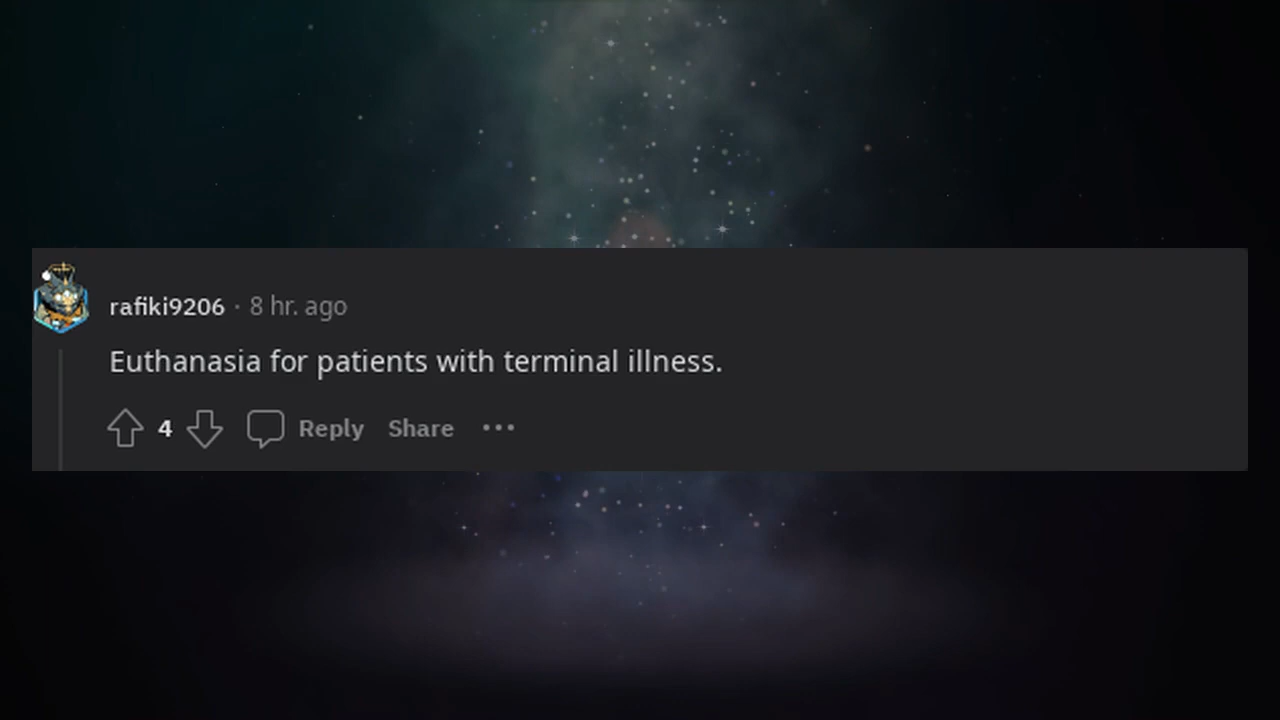 rafiki9206 · 8 hr. ago
Euthanasia for patients with terminal illness.
4 Reply Share •••